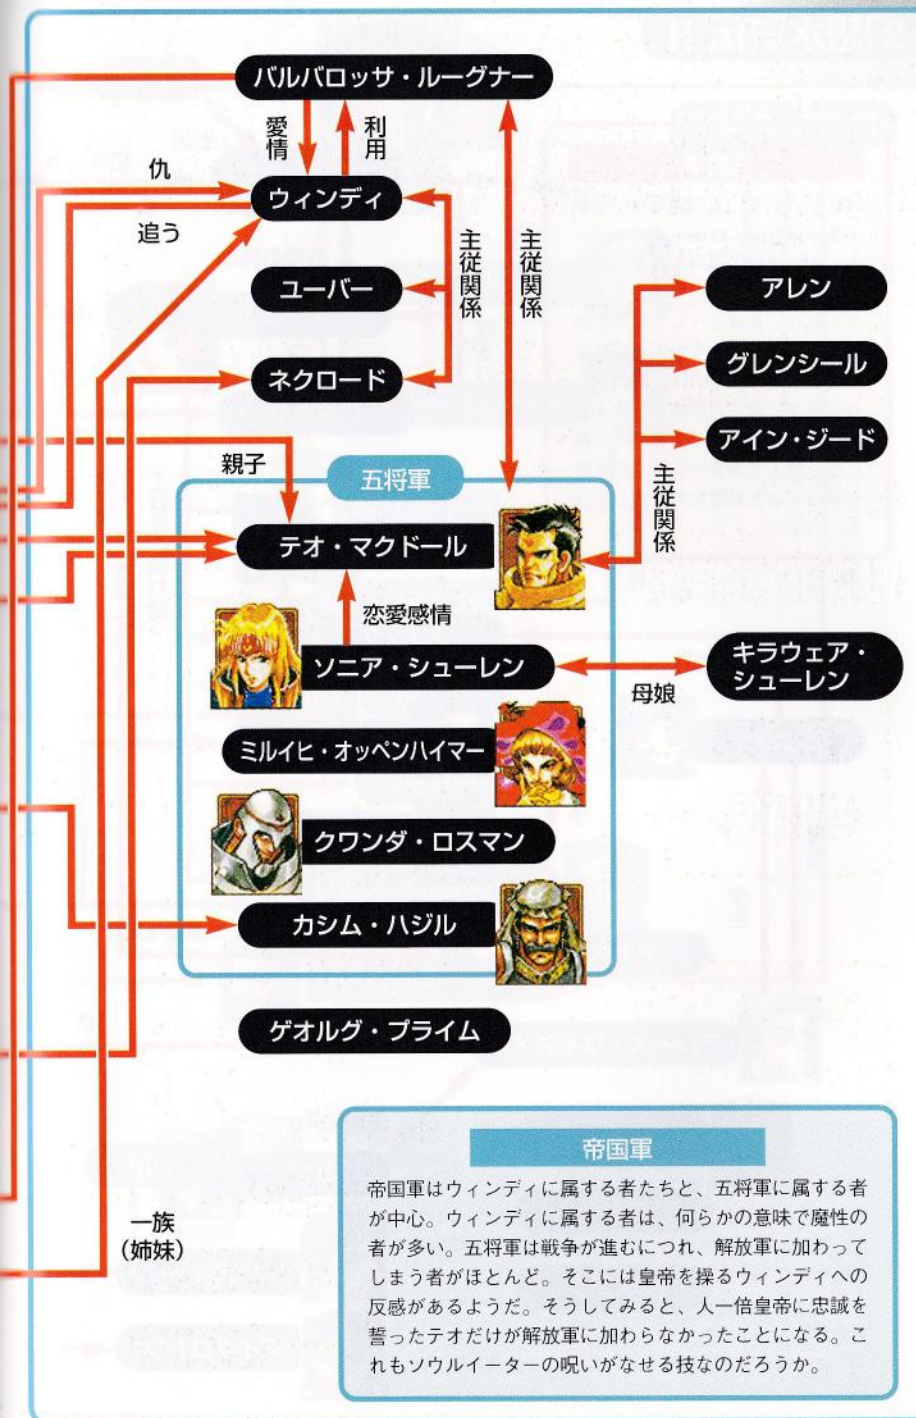 バルバロッサ・ルーグナー
愛情
利用
仇
ウィンディ
追う
主従関係
主従関係
ユーバー
アレン
ネクロード
グレンシール
アイン・ジード
親子
五将軍
主従関係
テオ・マクドール
恋愛感情
ソニア・シューレン
キラウェア・
シューレン
母娘
ミルイヒ・オッペンハイマー
クワンダ・ロスマン
カシム・ハジル
ゲオルグ・プライム
一族
(姉妹)
帝国軍
帝国軍はウィンディに属する者たちと、五将軍に属する者
が中心。ウィンディに属する者は、何らかの意味で魔性の
者が多い。五将軍は戦争が進むにつれ、解放軍に加わって
しまう者がほとんど。そこには皇帝を操るウィンディへの
反感があるようだ。そうしてみると、人一倍皇帝に忠誠を
誓ったテオだけが解放軍に加わらなかったことになる。こ
れもソウルイーターの呪いがなせる技なのだろうか。